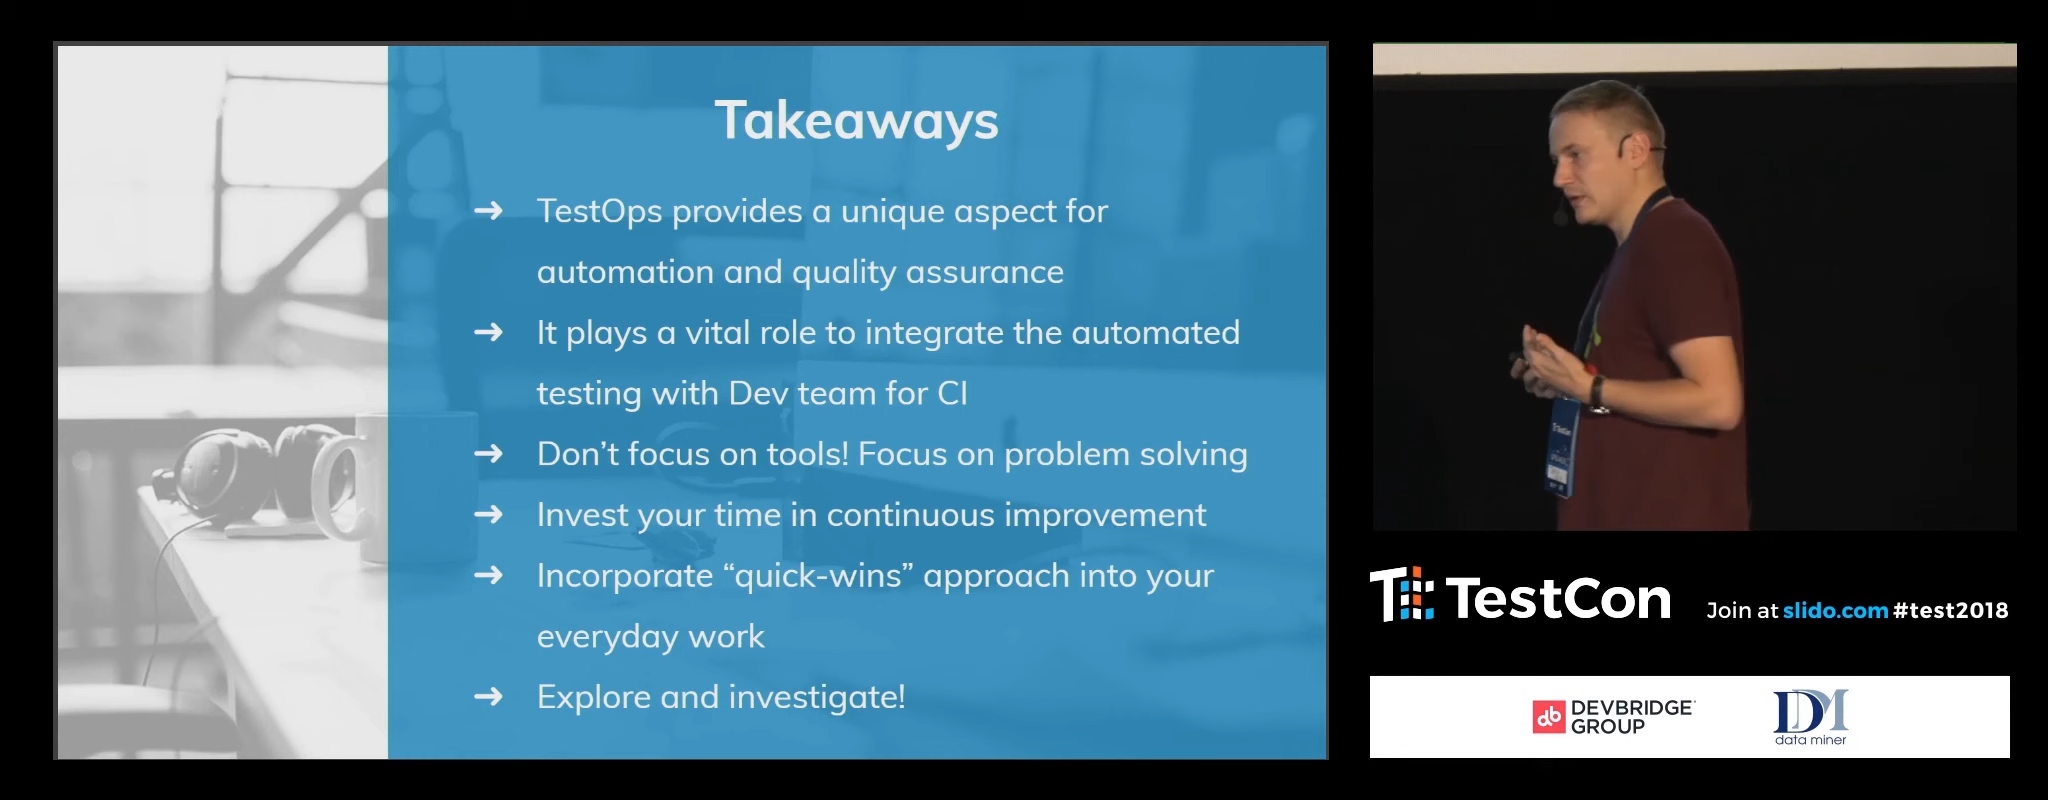 Takeaways
→ TestOps provides a unique aspect for
automation and quality assurance
→ It plays a vital role to integrate the automated
testing with Dev team for CI
→ Don’t focus on tools! Focus on problem solving
→ Invest your time in continuous improvement
→ Incorporate “quick-wins” approach into your
everyday work
→ Explore and investigate!
TestCon
Join at slido.com #test2018
db DEVBRIDGE
GROUP
DM
data miner